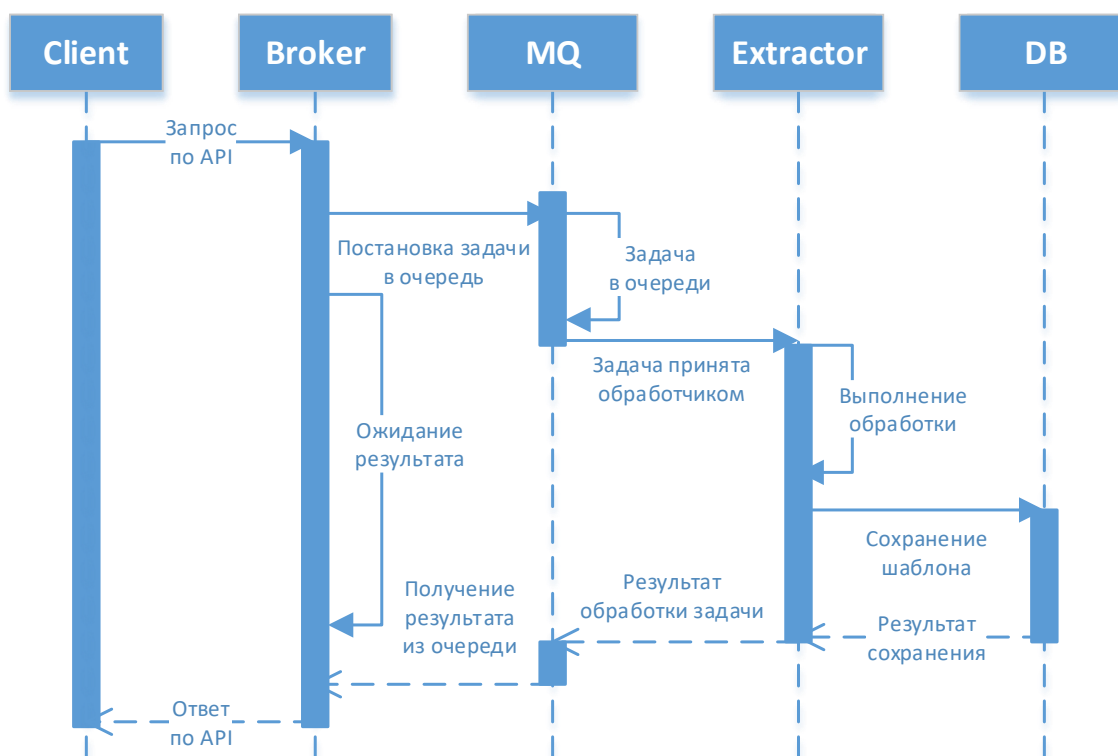 Client
Broker
MQ
Extractor
DB
Запрос
по API
Постановка задачи
в очередь
Задача
в очереди
Задача принята
обработчиком
Выполнение
обработки
Ожидание
результата
Сохранение
шаблона
Результат
обработки задачи
Получение
результата
из очереди
Результат
сохранения
Ответ
по API